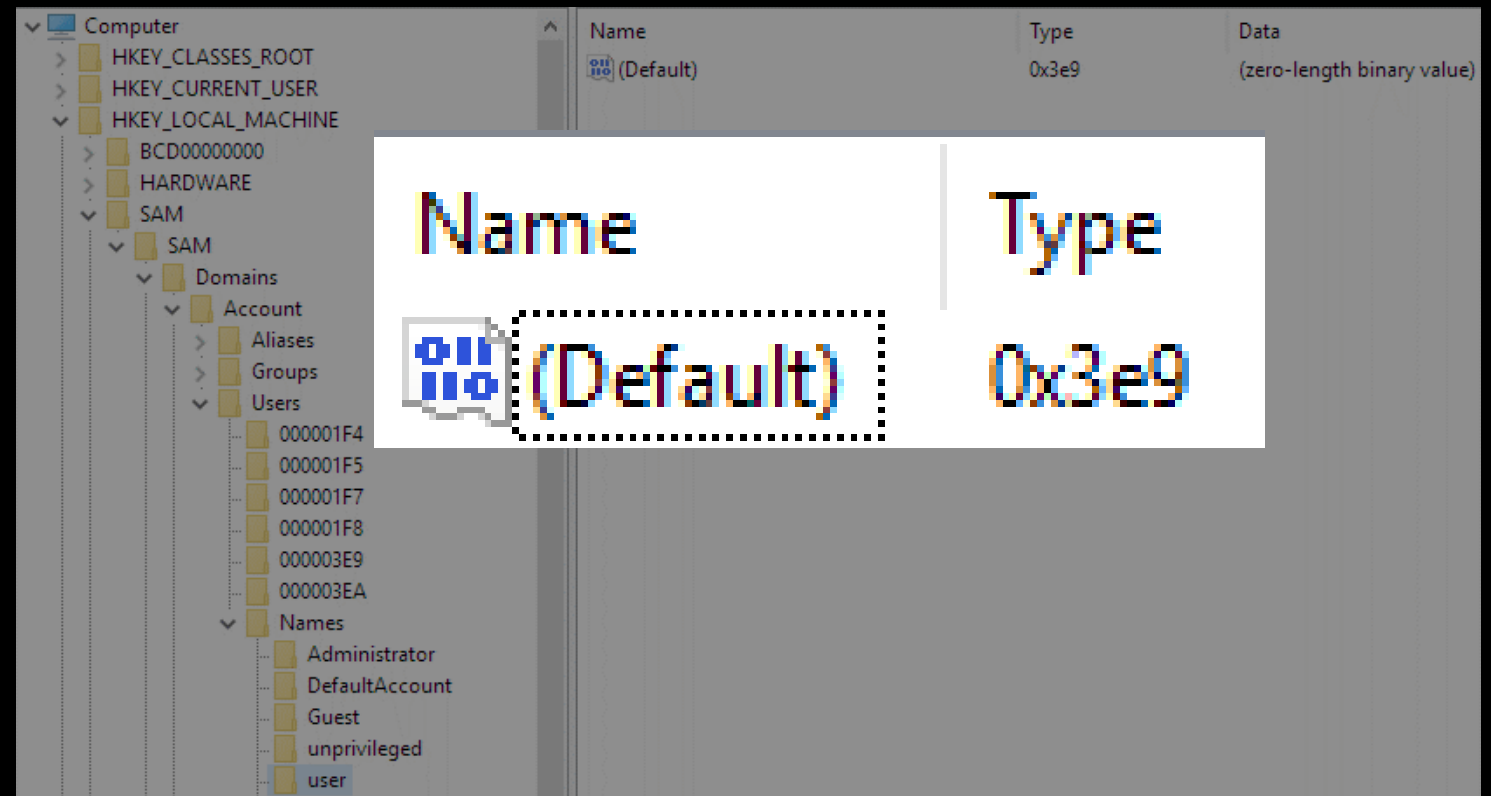 Computer
HKEY_CLASSES_ROOT
HKEY_CURRENT_USER
HKEY_LOCAL_MACHINE
BCD00000000
HARDWARE
SAM
SAM
Domains
Account
Aliases
Groups
Users
000001F4
000001F5
000001F7
000001F8
000003E9
000003EA
Names
Administrator
DefaultAccount
Guest
unprivileged
user
Name Type Data
(Default) 0x3e9 (zero-length binary value)
Name Type
(Default) 0x3e9